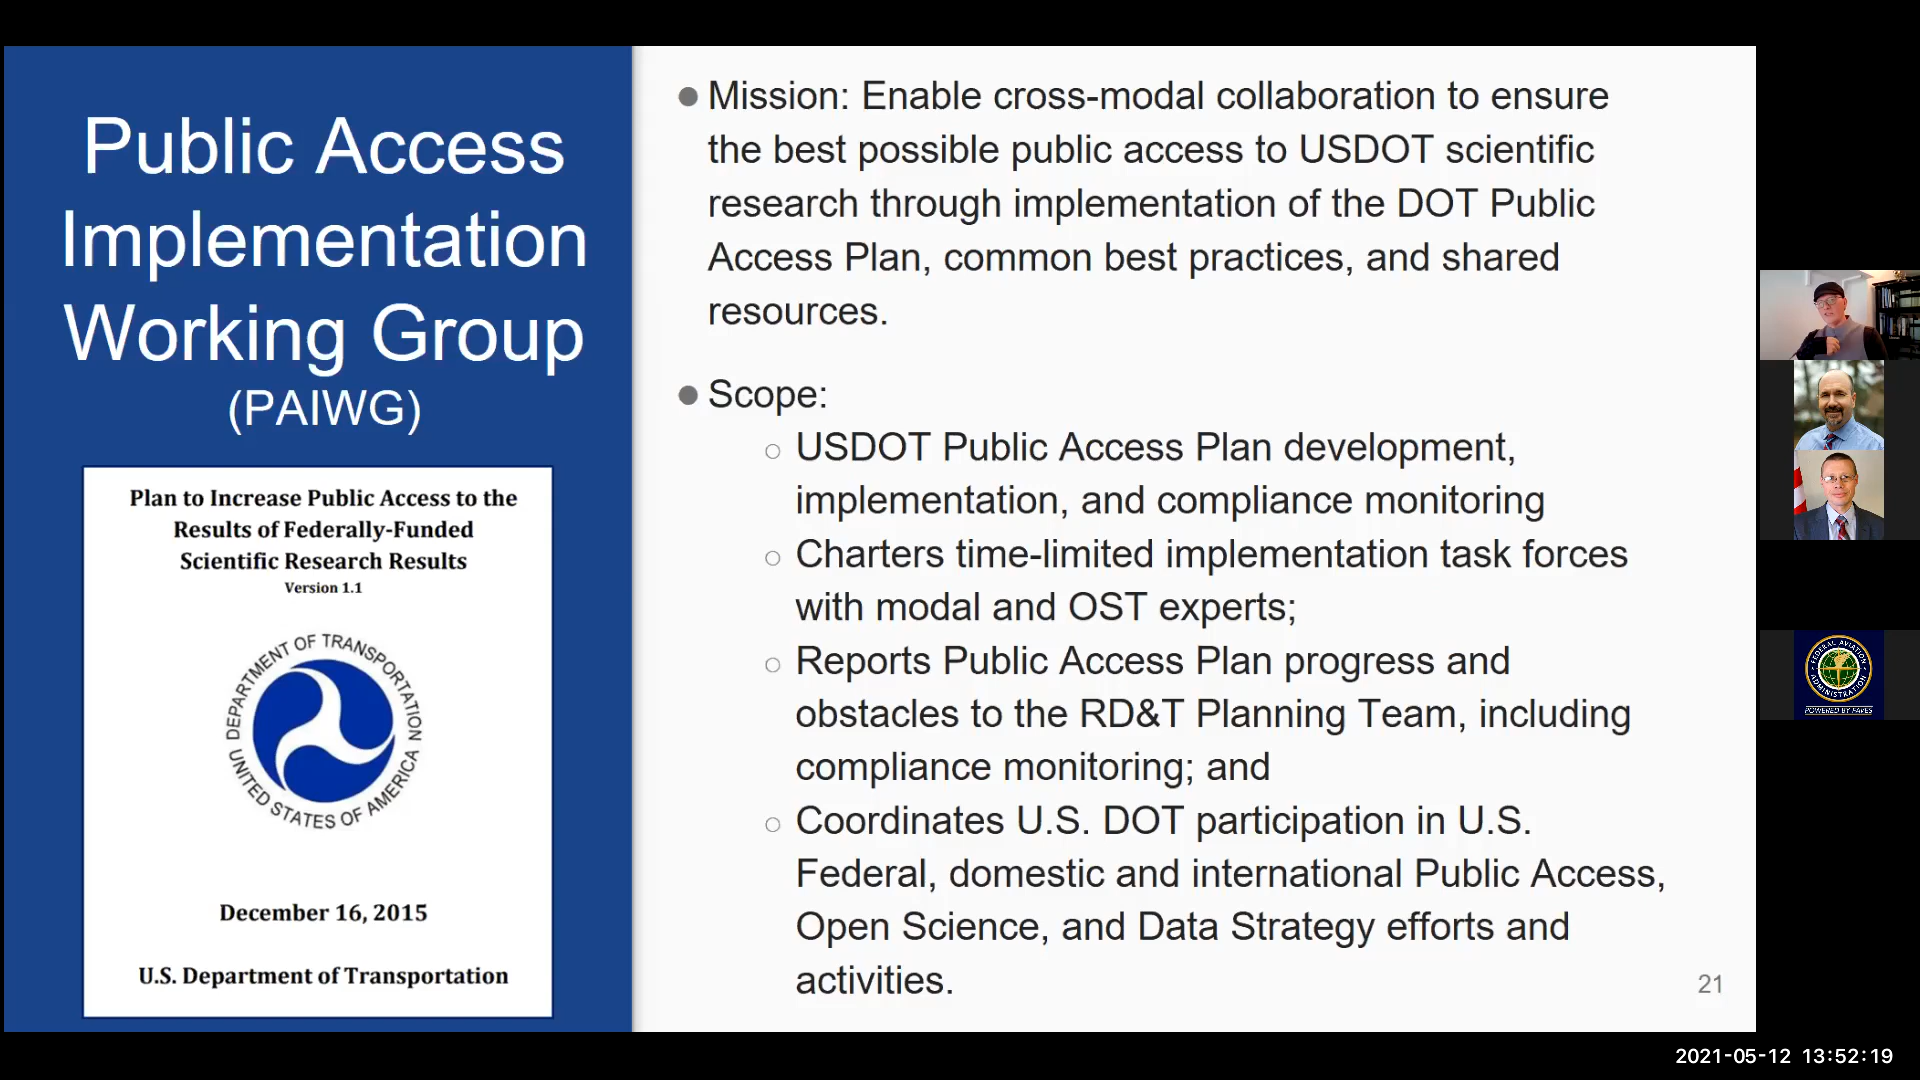 Public Access
Implementation
Working Group
(PAIWG)
Plan to Increase Public Access to the
Results of Federally-Funded
Scientific Research Results
Version 1.1
DEPARTMENT OF TRANSPORTATION
UNITED STATES OF AMERICA
December 16, 2015
U.S. Department of Transportation
Mission: Enable cross-modal collaboration to ensure
the best possible public access to USDOT scientific
research through implementation of the DOT Public
Access Plan, common best practices, and shared
resources.
Scope:
USDOT Public Access Plan development,
implementation, and compliance monitoring
Charters time-limited implementation task forces
with modal and OST experts;
Reports Public Access Plan progress and
obstacles to the RD&T Planning Team, including
compliance monitoring; and
Coordinates U.S. DOT participation in U.S.
Federal, domestic and international Public Access,
Open Science, and Data Strategy efforts and
activities.
21
FEDERAL AVIATION
ADMINISTRATION
POWERED BY PAVES
2021-05-12 13:52:19